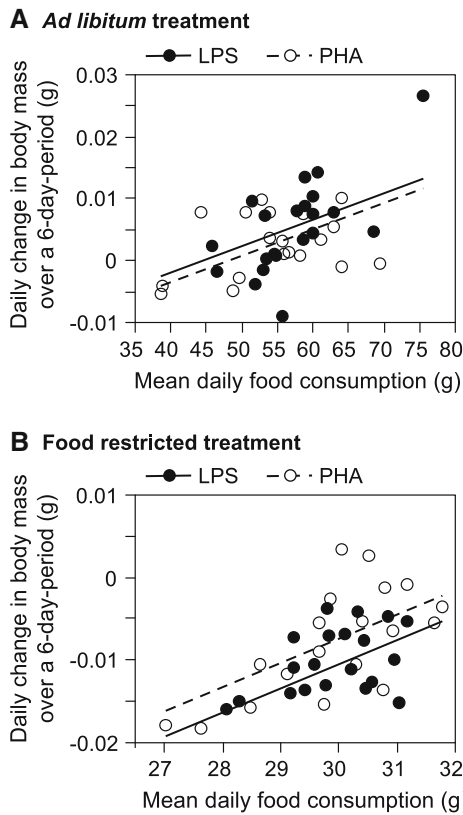 A Ad libitum treatment
LPS PHA
Daily change in body mass
over a 6-day-period (g)
0.03
0.02
0.01
0
-0.01
35 40 45 50 55 60 65 70 75 80
Mean daily food consumption (g)
B Food restricted treatment
LPS PHA
Daily change in body mass
over a 6-day-period (g)
0.01
0
-0.01
-0.02
27 28 29 30 31 32
Mean daily food consumption (g